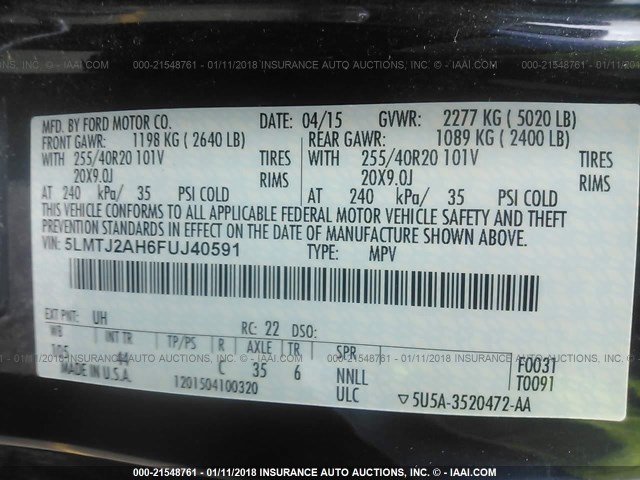 000-21548761 - 01/11/2018 INSURANCE AUTO AUCTIONS, INC. (C) - IAAI.COM
MFD. BY FORD MOTOR CO. DATE: 04/15 GVWR: 2277 KG ( 5020 LB)
FRONT GAWR: 1198 KG ( 2640 LB) REAR GAWR: 1089 KG ( 2400 LB)
WITH 255/40R20 101V TIRES WITH 255/40R20 101V TIRES
20X9.0J RIMS 20X9.0J RIMS
AT 240 kPa/ 35 PSI COLD AT 240 kPa/ 35 PSI COLD
THIS VEHICLE CONFORMS TO ALL APPLICABLE FEDERAL MOTOR VEHICLE SAFETY AND THEFT
PREVENTION STANDARDS IN EFFECT ON THE DATE OF MANUFACTURE SHOWN ABOVE.
VIN: 5LMTJ2AH6FUJ40591 TYPE: MPV
EXT PNT: UH RC: 22 DSO:
WB INT TR TP/PS R AXLE TR SPR
105 44 C 35 6 NNLL F0031
MADE IN U.S.A. 1201504100320 ULC T0091
▽5U5A-3520472-AA
000-21548761 - 01/11/2018 INSURANCE AUTO AUCTIONS, INC. (C) - IAAI.COM